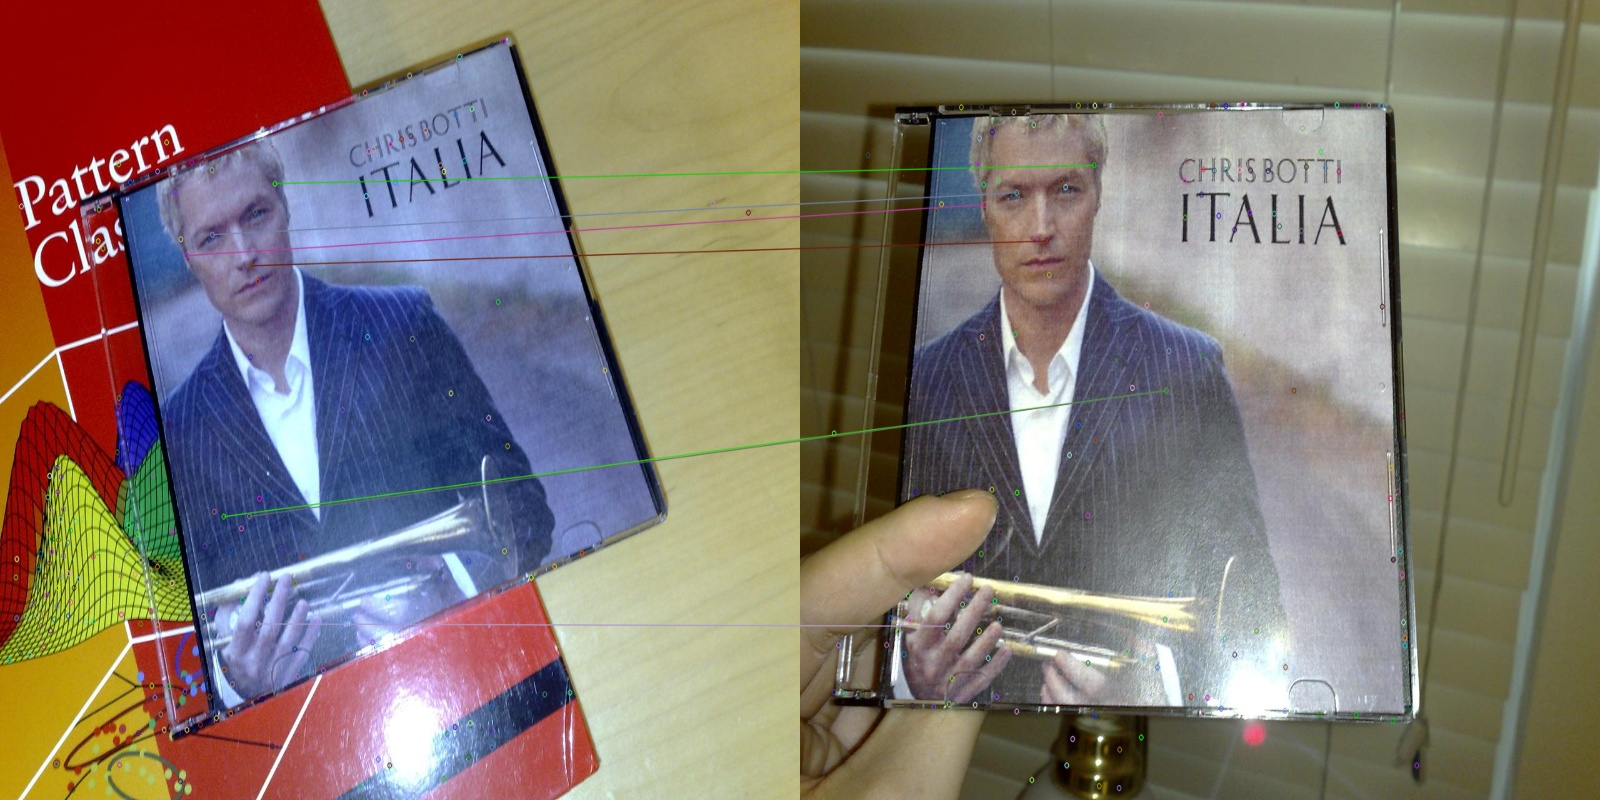 Pattern
Clas
CHRIS BOTTI
ITALIA
CHRIS BOTTI
ITALIA